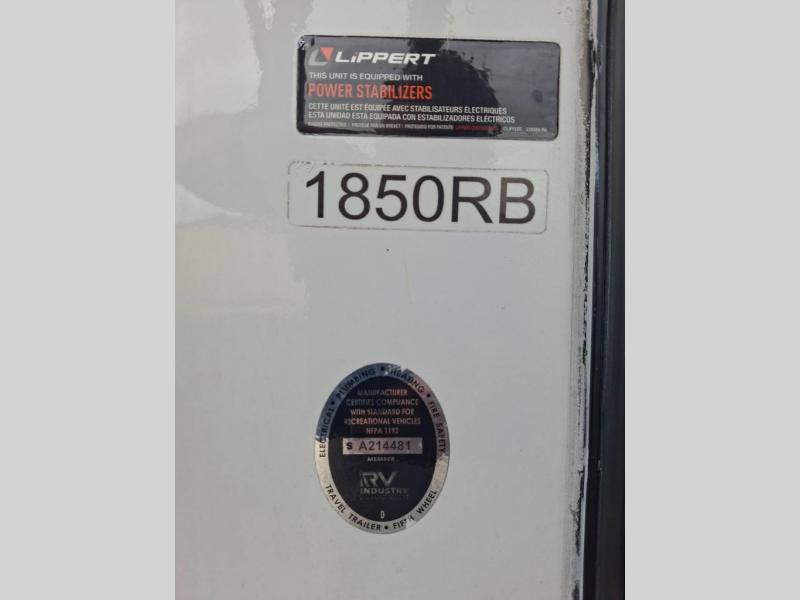 LIPPERT
THIS UNIT IS EQUIPPED WITH
POWER STABILIZERS
CETTE UNITÉ EST ÉQUIPÉE AVEC STABILISATEURS ÉLECTRIQUES
ESTA UNIDAD ESTÁ EQUIPADA CON ESTABILIZADORES ELÉCTRICOS
1850RB
ELECTRICAL • PLUMBING • HEATING • FIRE SAFETY
MANUFACTURER
CERTIFIES COMPLIANCE
WITH STANDARD FOR
RECREATIONAL VEHICLES
NFPA 1192
S A214481
MEMBER
RV
INDUSTRY
D
TRAVEL TRAILER • FIFTH WHEEL